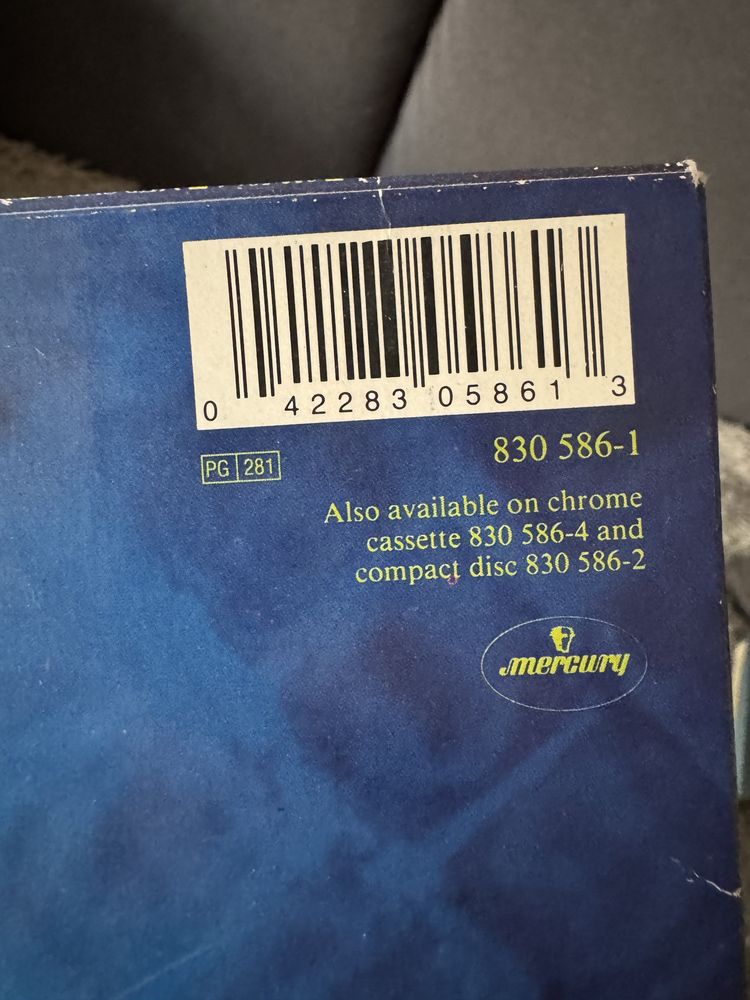 0 42283 05861 3
830 586-1
PG 281
Also available on chrome
cassette 830 586-4 and
compact disc 830 586-2
mercury